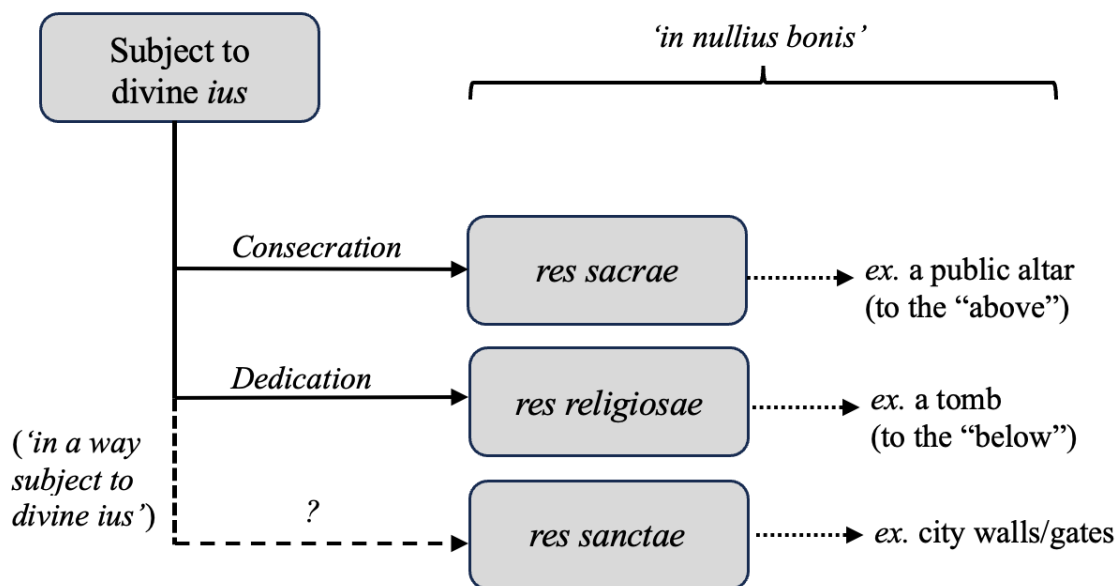 Subject to
divine ius
‘in nullius bonis’
Consecration
res sacrae
ex. a public altar
(to the “above”)
Dedication
res religiosae
ex. a tomb
(to the “below”)
(‘in a way
subject to
divine ius’)
?
res sanctae
ex. city walls/gates